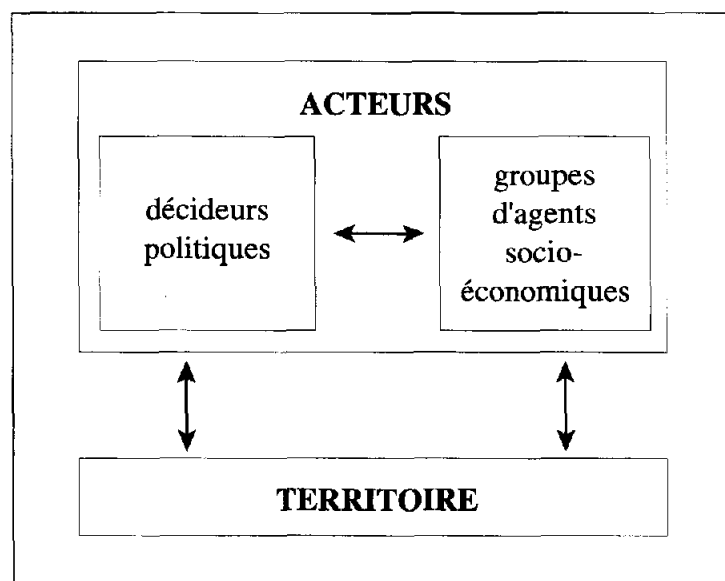 ACTEURS
décideurs
politiques
groupes
d'agents
socio-
économiques
TERRITOIRE